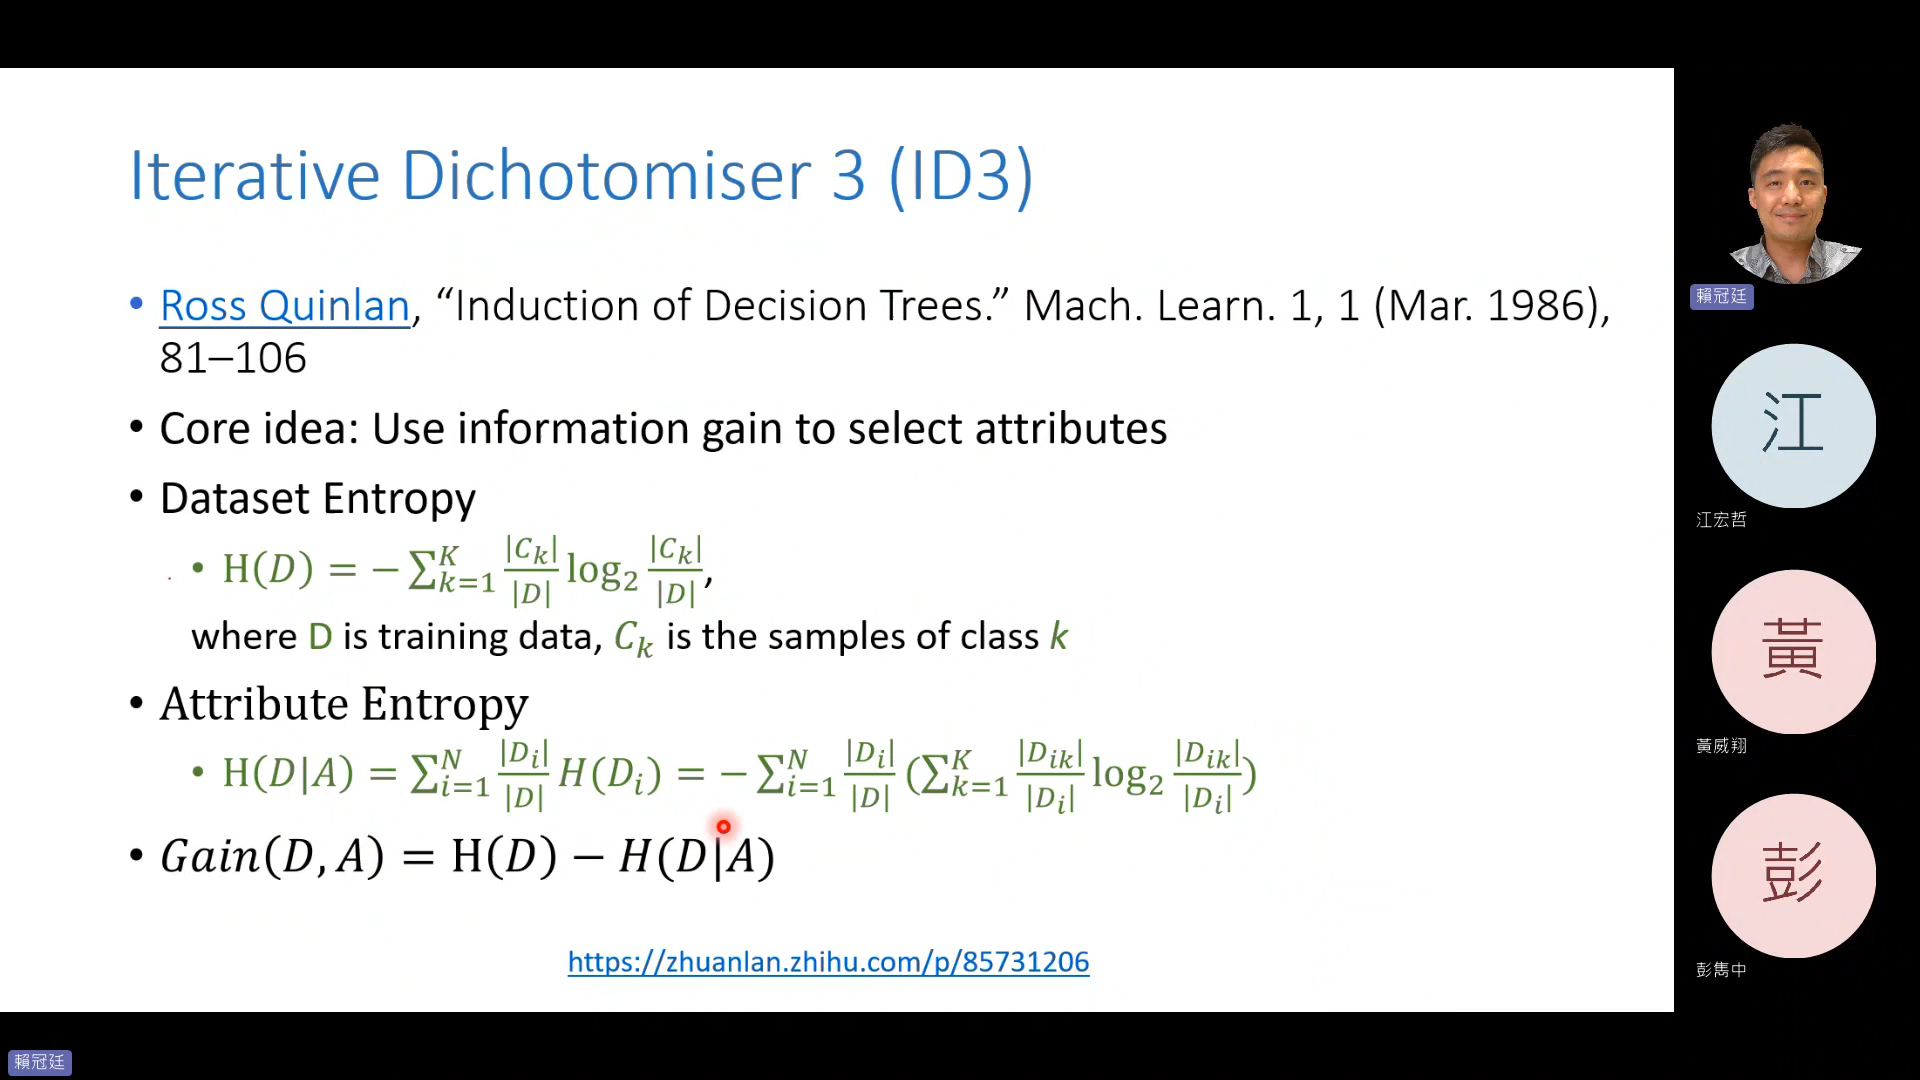 Iterative Dichotomiser 3 (ID3)
• Ross Quinlan, “Induction of Decision Trees.” Mach. Learn. 1, 1 (Mar. 1986),
81–106
• Core idea: Use information gain to select attributes
• Dataset Entropy
• H(D) = −∑_{k=1}^{K} |C_k|/|D| log₂ |C_k|/|D|,
where D is training data, C_k is the samples of class k
• Attribute Entropy
• H(D|A) = ∑_{i=1}^{N} |D_i|/|D| H(D_i) = −∑_{i=1}^{N} |D_i|/|D| (∑_{k=1}^{K} |D_{ik}|/|D_i| log₂ |D_{ik}|/|D_i|)
• Gain(D, A) = H(D) − H(D|A)
https://zhuanlan.zhihu.com/p/85731206
賴冠廷
江
江宏哲
黃
黃威翔
彭
彭雋中
賴冠廷